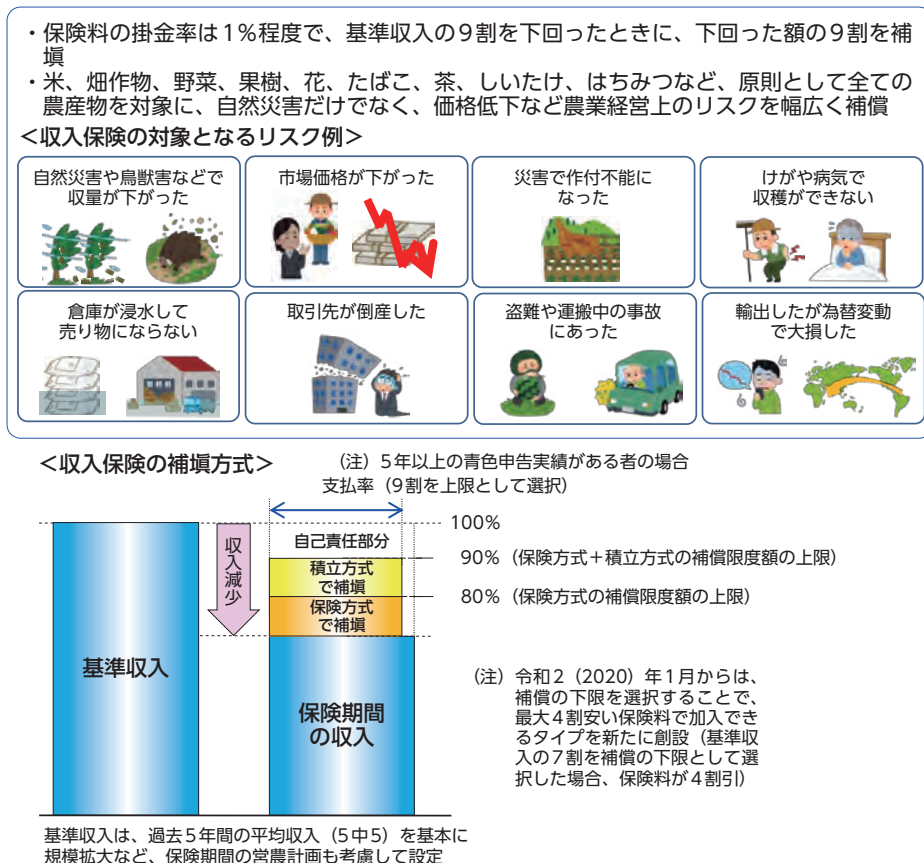 ・保険料の掛金率は1%程度で、基準収入の9割を下回ったときに、下回った額の9割を補
塡
・米、畑作物、野菜、果樹、花、たばこ、茶、しいたけ、はちみつなど、原則として全ての
農産物を対象に、自然災害だけでなく、価格低下など農業経営上のリスクを幅広く補償
＜収入保険の対象となるリスク例＞
自然災害や鳥獣害などで
収量が下がった
市場価格が下がった
災害で作付不能に
なった
けがや病気で
収穫ができない
倉庫が浸水して
売り物にならない
取引先が倒産した
盗難や運搬中の事故
にあった
輸出したが為替変動
で大損した
＜収入保険の補塡方式＞
（注）5年以上の青色申告実績がある者の場合
支払率（9割を上限として選択）
100%
収入減少
自己責任部分
90%（保険方式＋積立方式の補償限度額の上限）
積立方式
で補塡
80%（保険方式の補償限度額の上限）
保険方式
で補塡
基準収入
保険期間
の収入
（注）令和2（2020）年1月からは、
補償の下限を選択することで、
最大4割安い保険料で加入でき
るタイプを新たに創設（基準収
入の7割を補償の下限として選
択した場合、保険料が4割引）
基準収入は、過去5年間の平均収入（5中5）を基本に
規模拡大など、保険期間の営農計画も考慮して設定